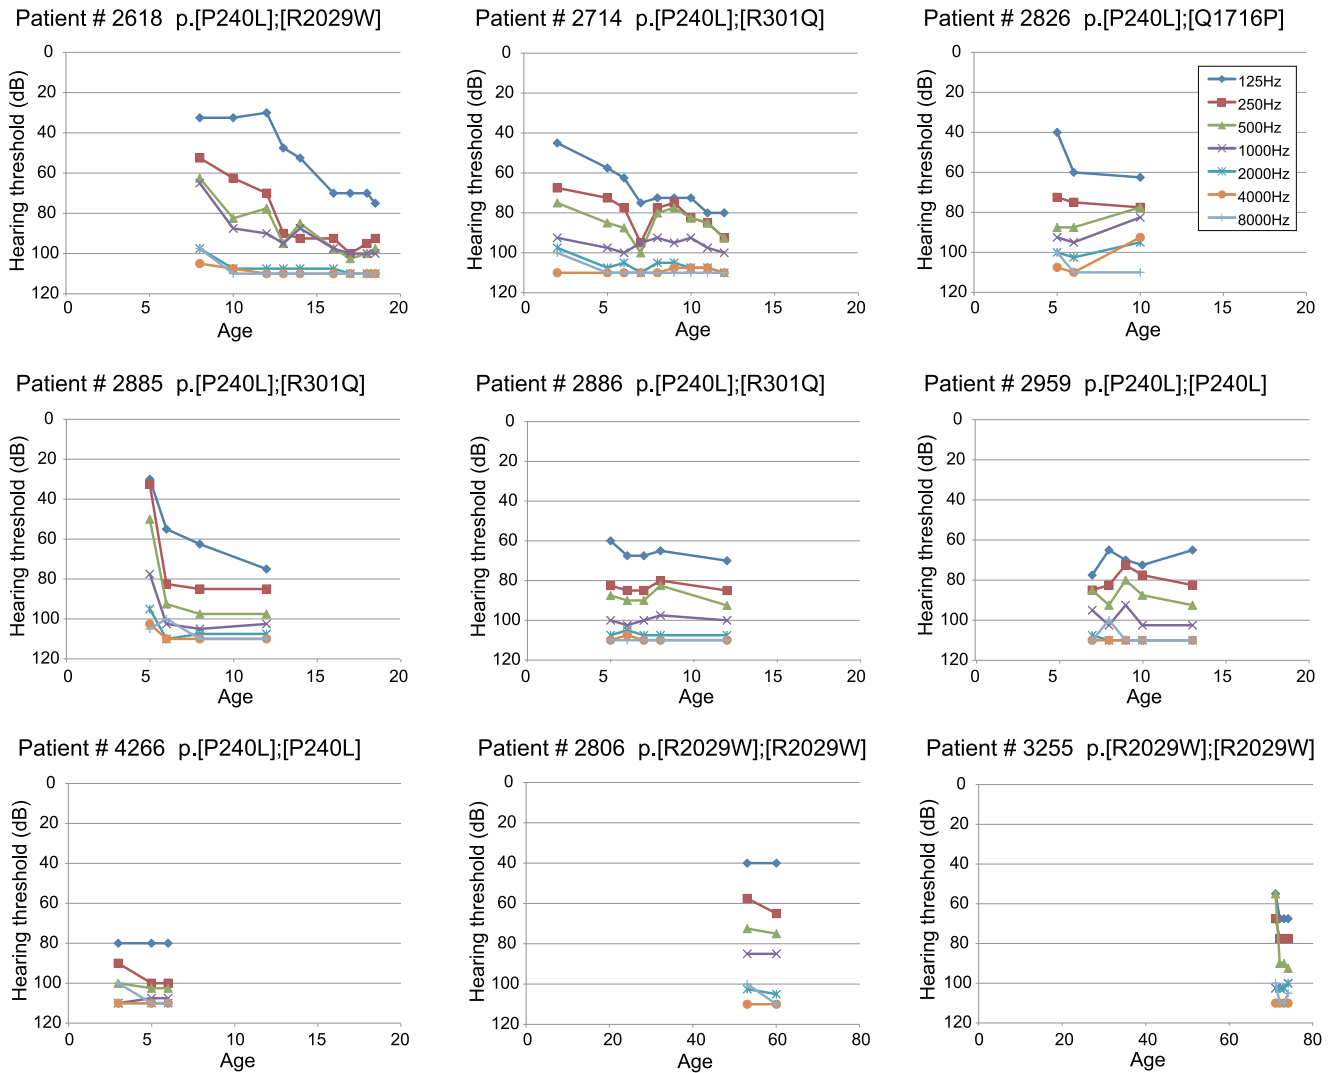 Patient # 2618 p.[P240L];[R2029W]
Hearing threshold (dB)
0
20
40
60
80
100
120
0 5 10 15 20
Age
Patient # 2714 p.[P240L];[R301Q]
Hearing threshold (dB)
0
20
40
60
80
100
120
0 5 10 15 20
Age
Patient # 2826 p.[P240L];[Q1716P]
Hearing threshold (dB)
0
20
40
60
80
100
120
0 5 10 15 20
Age
125Hz
250Hz
500Hz
1000Hz
2000Hz
4000Hz
8000Hz
Patient # 2885 p.[P240L];[R301Q]
Hearing threshold (dB)
0
20
40
60
80
100
120
0 5 10 15 20
Age
Patient # 2886 p.[P240L];[R301Q]
Hearing threshold (dB)
0
20
40
60
80
100
120
0 5 10 15 20
Age
Patient # 2959 p.[P240L];[P240L]
Hearing threshold (dB)
0
20
40
60
80
100
120
0 5 10 15 20
Age
Patient # 4266 p.[P240L];[P240L]
Hearing threshold (dB)
0
20
40
60
80
100
120
0 5 10 15 20
Age
Patient # 2806 p.[R2029W];[R2029W]
Hearing threshold (dB)
0
20
40
60
80
100
120
0 20 40 60 80
Age
Patient # 3255 p.[R2029W];[R2029W]
Hearing threshold (dB)
0
20
40
60
80
100
120
0 20 40 60 80
Age